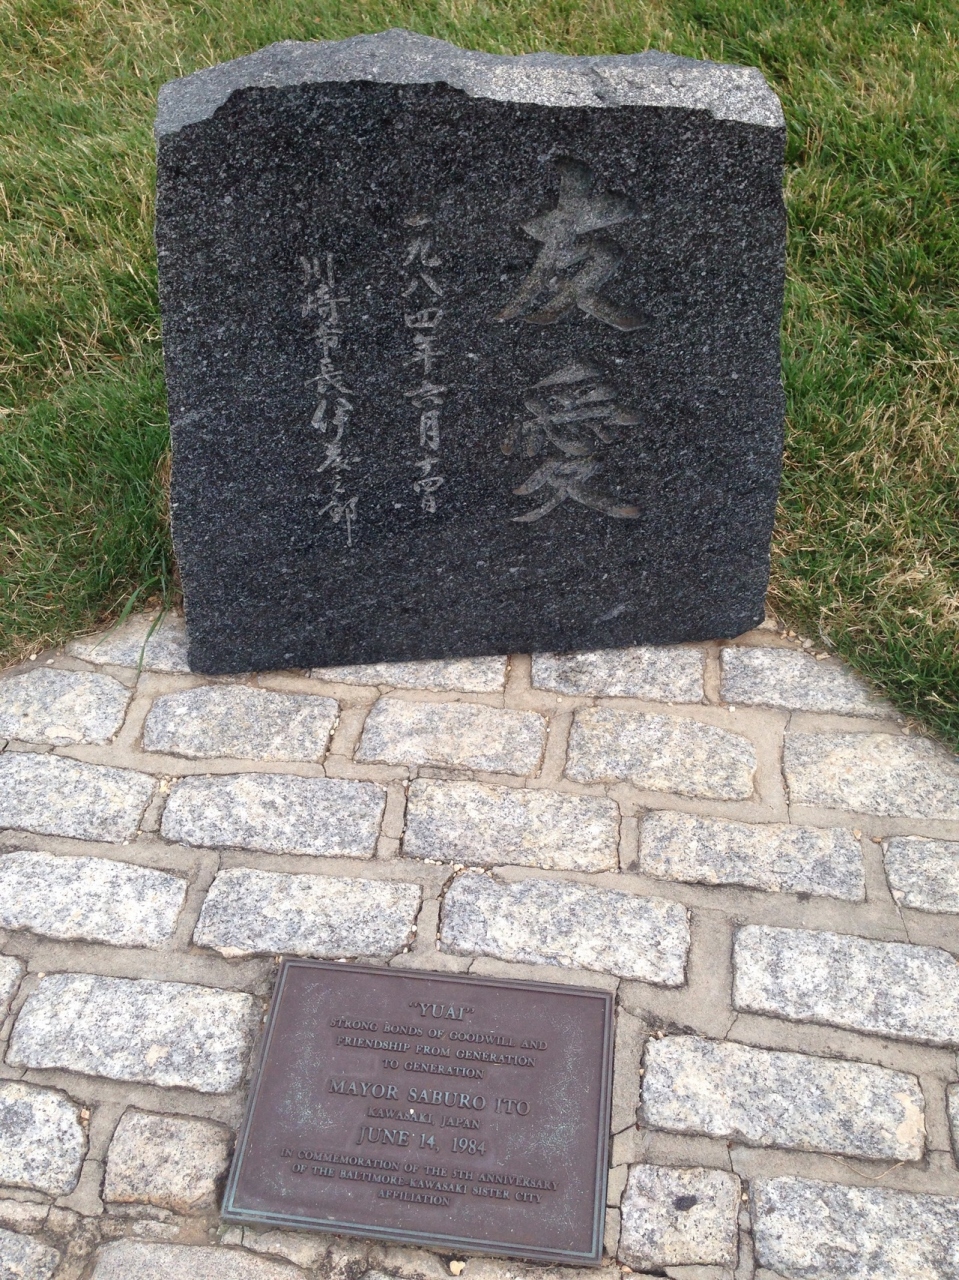 友愛
一九八四年六月十四日
川崎市長伊藤三郎
"YUAI"
STRONG BONDS OF GOODWILL AND
FRIENDSHIP FROM GENERATION
TO GENERATION
MAYOR SABURO ITO
KAWASAKI, JAPAN
JUNE 14, 1984
IN COMMEMORATION OF THE 5TH ANNIVERSARY
OF THE BALTIMORE-KAWASAKI SISTER CITY
AFFILIATION